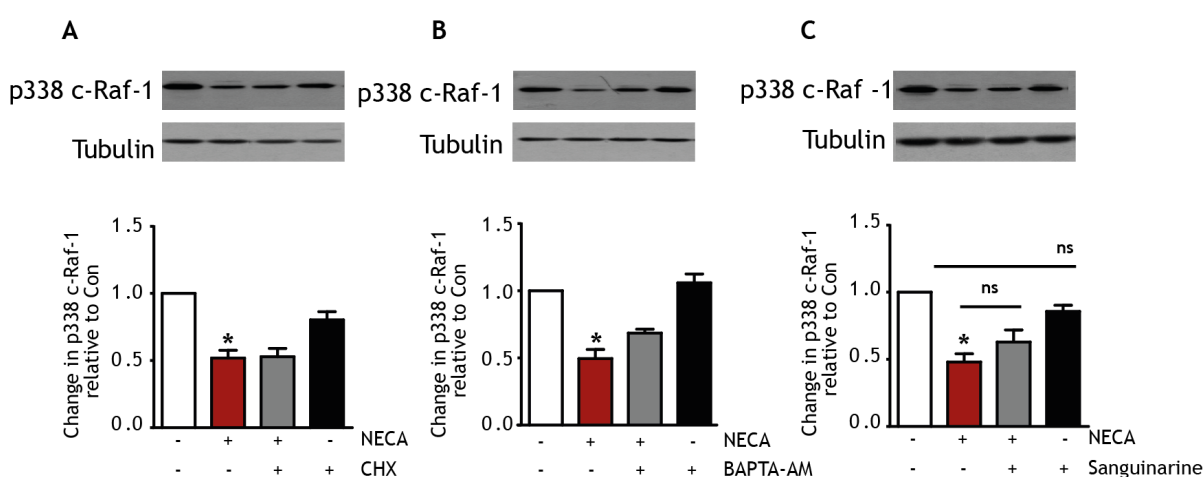 A
p338 c-Raf-1
Tubulin
Change in p338 c-Raf-1
relative to Con
1.5
1.0
0.5
0.0
*
- + + - NECA
- - + + CHX
B
p338 c-Raf-1
Tubulin
Change in p338 c-Raf-1
relative to Con
1.5
1.0
0.5
0.0
*
- + + - NECA
- - + + BAPTA-AM
C
p338 c-Raf -1
Tubulin
Change in p338 c-Raf-1
relative to Con
1.5
1.0
0.5
0.0
ns
ns
*
- + + - NECA
- - + + Sanguinarine